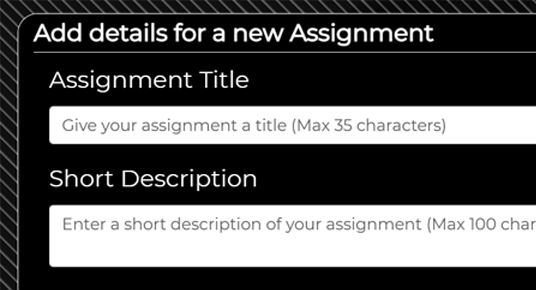 Add details for a new Assignment
Assignment Title
Give your assignment a title (Max 35 characters)
Short Description
Enter a short description of your assignment (Max 100 char